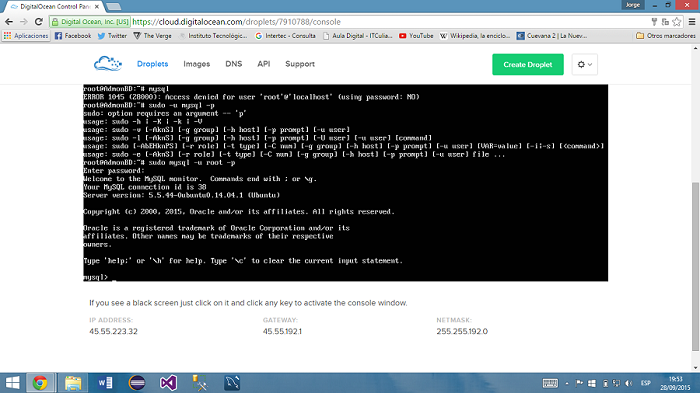 DigitalOcean Control Pan
Jorge
Digital Ocean, Inc. [US] https://cloud.digitalocean.com/droplets/7910788/console
Aplicaciones Facebook Twitter The Verge Instituto Tecnológic... Intertec - Consulta Aula Digital - ITCulia... YouTube Wikipedia, la enciclo... Cuevana 2 | La Nuev... Otros marcadores
Droplets Images DNS API Support Create Droplet
root@AdmonBD:~# mysql
ERROR 1045 (28000): Access denied for user 'root'@'localhost' (using password: NO)
root@AdmonBD:~# sudo -u mysql -p
sudo: option requires an argument -- 'p'
usage: sudo -h | -K | -k | -V
usage: sudo -v [-AknS] [-g group] [-h host] [-p prompt] [-u user]
usage: sudo -l [-AknS] [-g group] [-h host] [-p prompt] [-U user] [-u user] [command]
usage: sudo [-AbEHknPS] [-r role] [-t type] [-C num] [-g group] [-h host] [-p prompt] [-u user] [VAR=value] [-i|-s] [<command>]
usage: sudo -e [-AknS] [-r role] [-t type] [-C num] [-g group] [-h host] [-p prompt] [-u user] file ...
root@AdmonBD:~# sudo mysql -u root -p
Enter password:
Welcome to the MySQL monitor.  Commands end with ; or \g.
Your MySQL connection id is 38
Server version: 5.5.44-0ubuntu0.14.04.1 (Ubuntu)
Copyright (c) 2000, 2015, Oracle and/or its affiliates. All rights reserved.
Oracle is a registered trademark of Oracle Corporation and/or its
affiliates. Other names may be trademarks of their respective
owners.
Type 'help;' or '\h' for help. Type '\c' to clear the current input statement.
mysql> _
If you see a black screen just click on it and click any key to activate the console window.
IP ADDRESS: GATEWAY: NETMASK:
45.55.223.32 45.55.192.1 255.255.192.0
ESP
19:53
28/09/2015